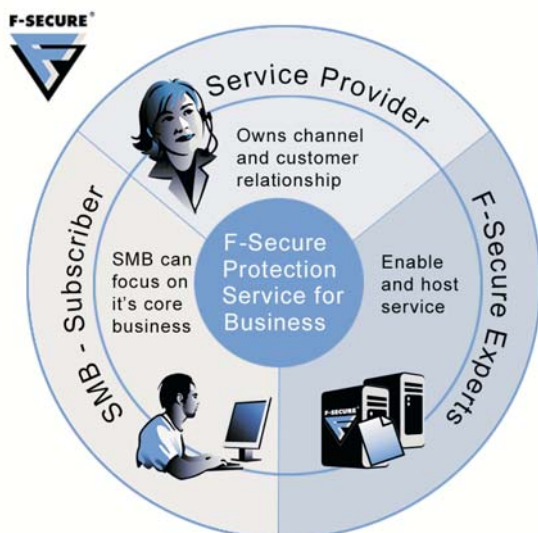 F-SECURE®
Service Provider
Owns channel
and customer
relationship
SMB - Subscriber
SMB can
focus on
it's core
business
F-Secure
Protection
Service for
Business
F-Secure Experts
Enable
and host
service
F-SECURE